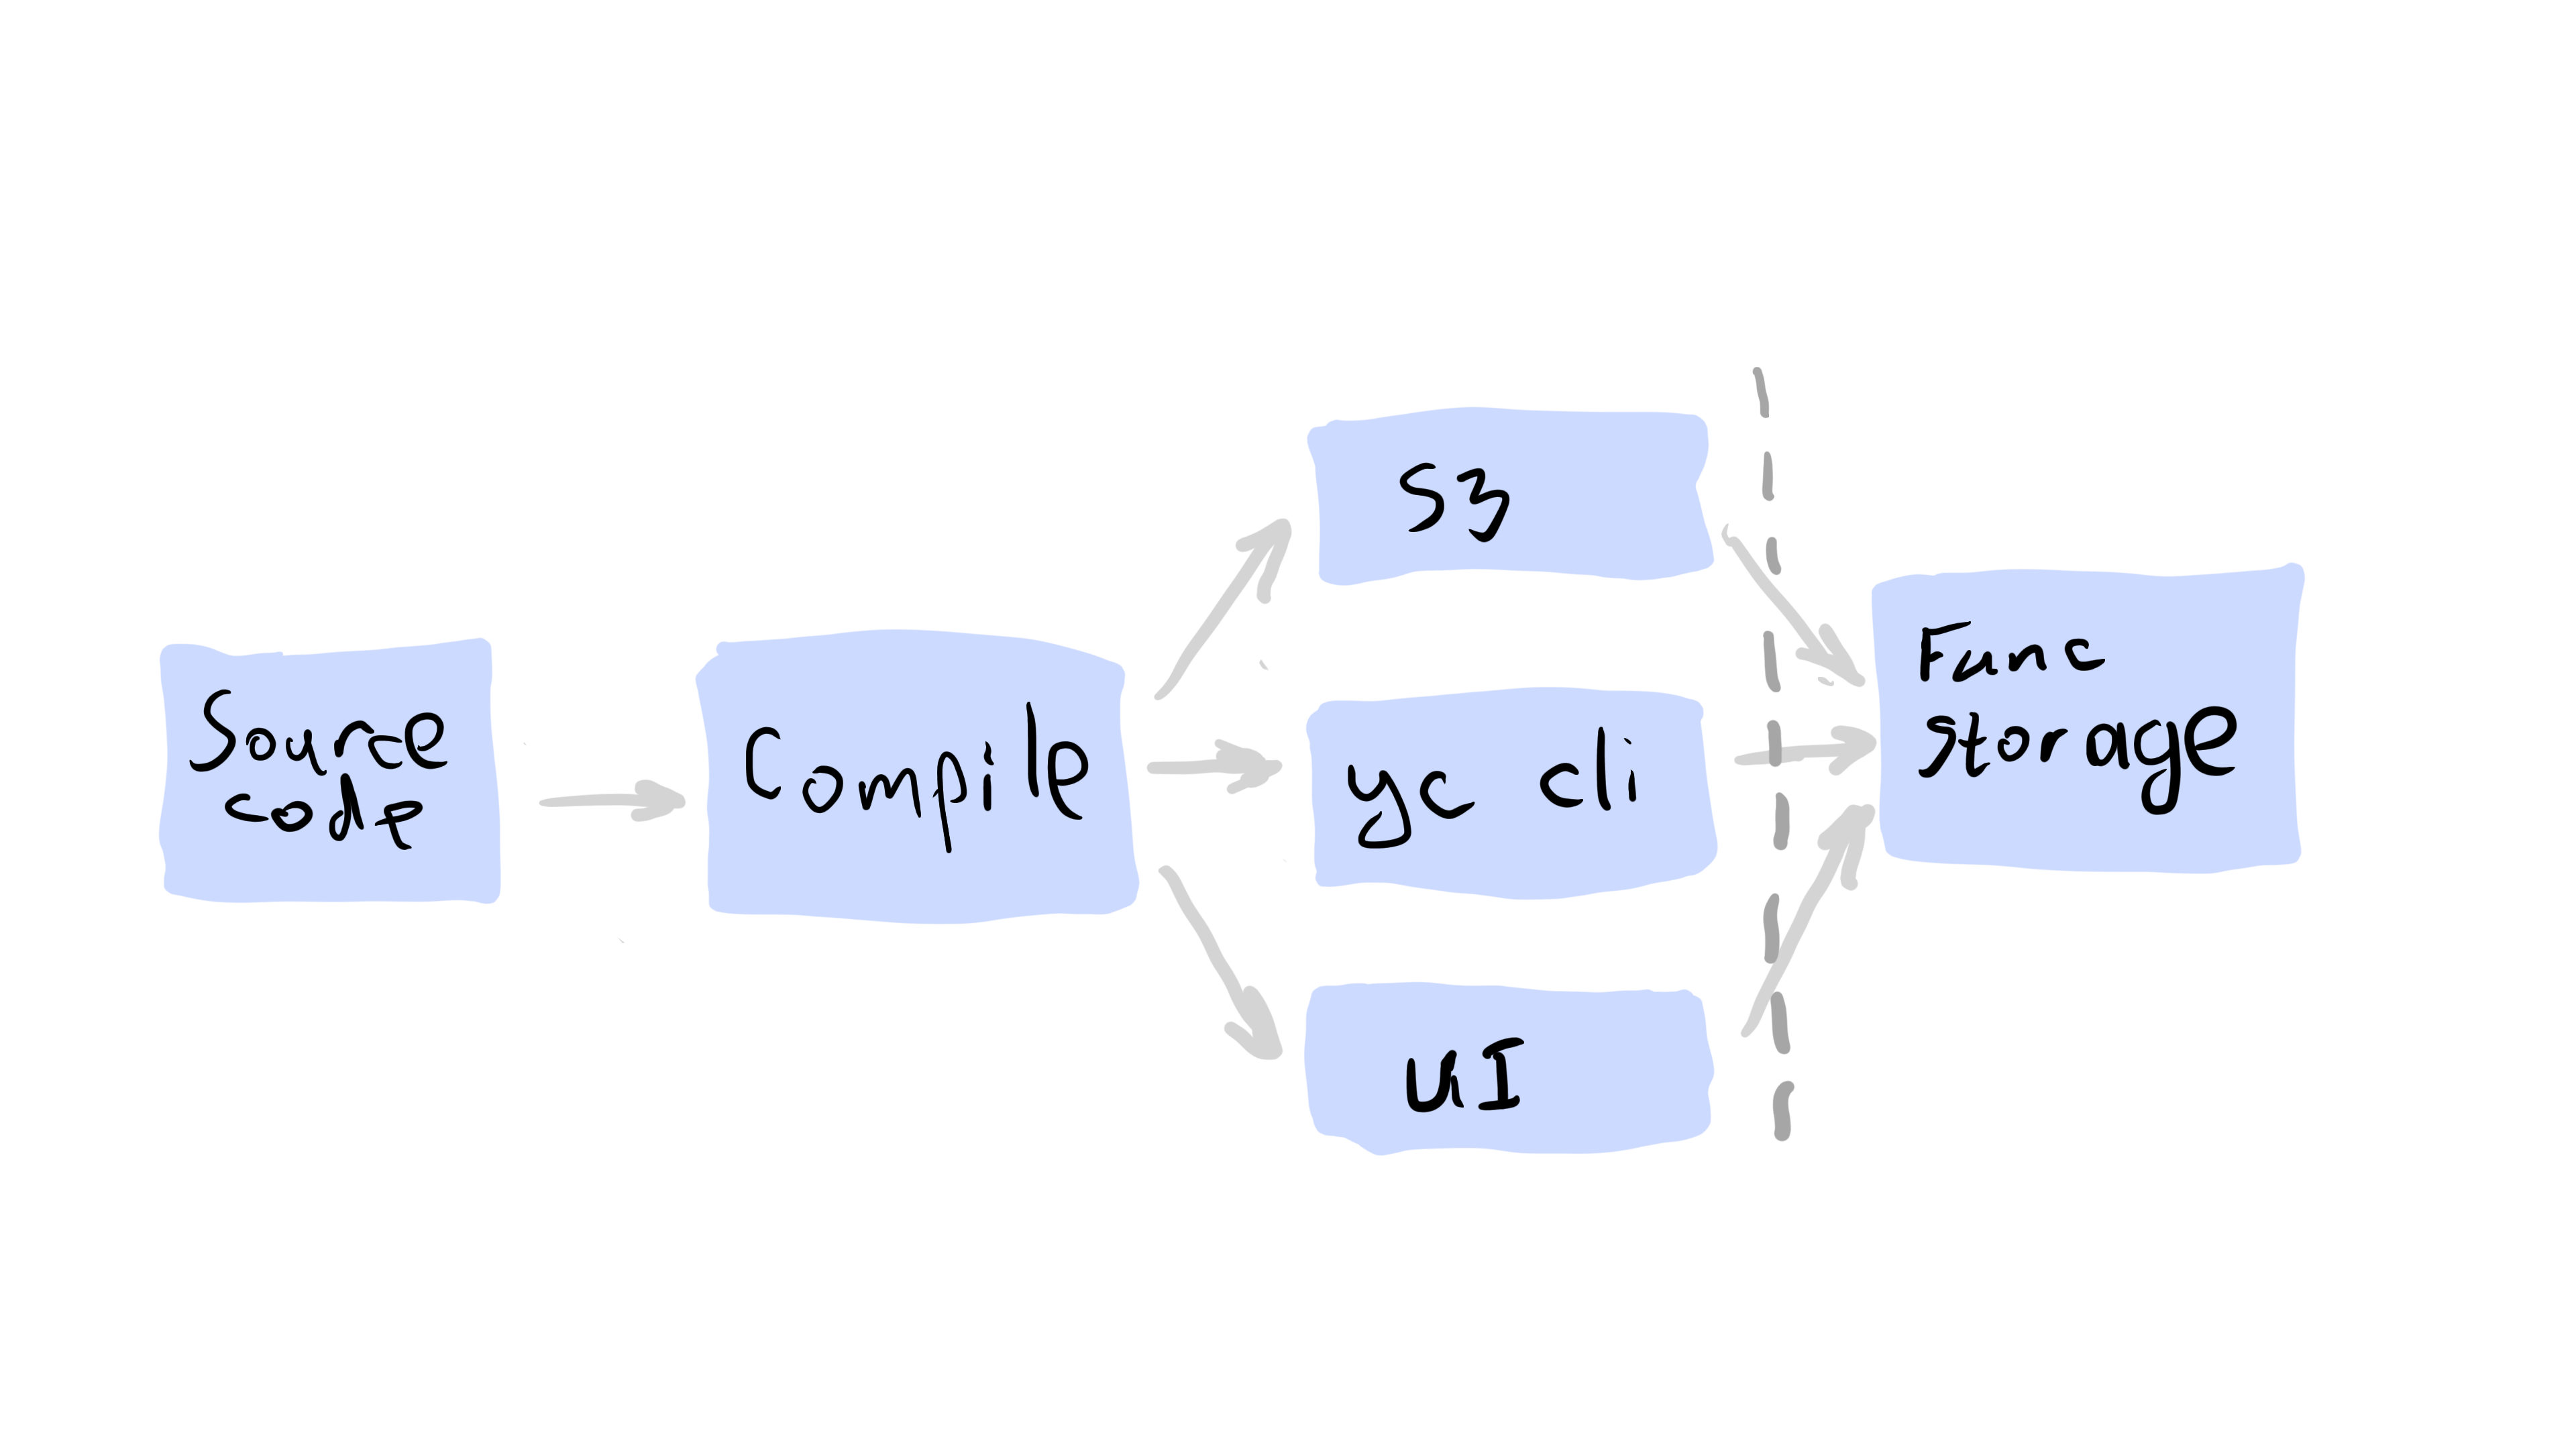 Source
code
Compile
S3
yc cli
UI
Func
storage